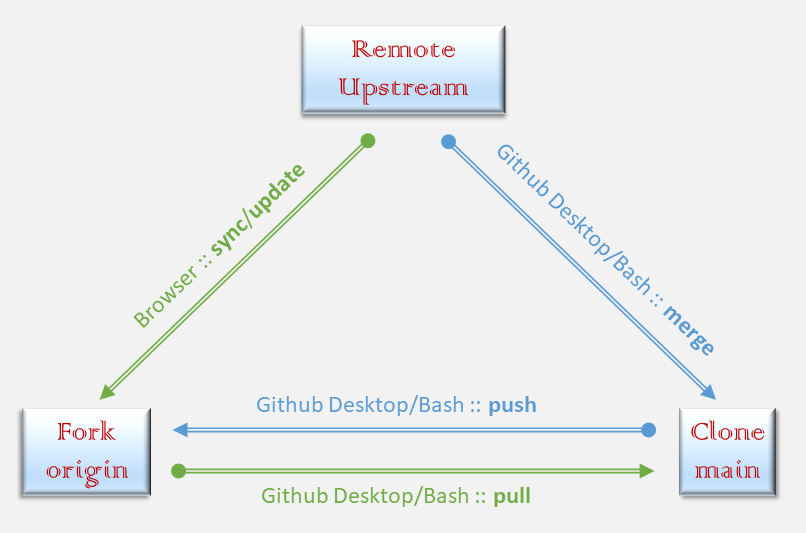 Remote
Upstream
Browser :: sync/update
Github Desktop/Bash :: merge
Github Desktop/Bash :: push
Fork
origin
Clone
main
Github Desktop/Bash :: pull